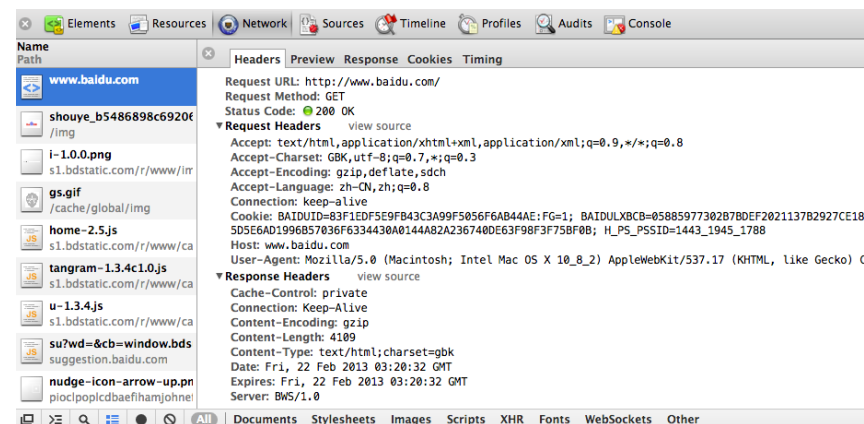 Elements Resources Network Sources Timeline Profiles Audits Console
Name
Path
Headers Preview Response Cookies Timing
www.baidu.com
shouye_b5486898c69206
/img
i-1.0.0.png
s1.bdstatic.com/r/www/im
gs.gif
/cache/global/img
home-2.5.js
s1.bdstatic.com/r/www/ca
tangram-1.3.4c1.0.js
s1.bdstatic.com/r/www/ca
u-1.3.4.js
s1.bdstatic.com/r/www/ca
su?wd=&cb=window.bds
suggestion.baidu.com
nudge-icon-arrow-up.pn
pioclpoplcdbaefihamjohnef
Request URL: http://www.baidu.com/
Request Method: GET
Status Code: 200 OK
Request Headers view source
Accept: text/html,application/xhtml+xml,application/xml;q=0.9,*/*;q=0.8
Accept-Charset: GBK,utf-8;q=0.7,*;q=0.3
Accept-Encoding: gzip,deflate,sdch
Accept-Language: zh-CN,zh;q=0.8
Connection: keep-alive
Cookie: BAIDUID=83F1EDF5E9FB43C3A99F5056F6AB44AE:FG=1; BAIDULXBCB=05885977302B7BDEF2021137B2927CE18
5D5E6AD1996B57036F6334430A0144A82A236740DE63F98F3F75BF0B; H_PS_PSSID=1443_1945_1788
Host: www.baidu.com
User-Agent: Mozilla/5.0 (Macintosh; Intel Mac OS X 10_8_2) AppleWebKit/537.17 (KHTML, like Gecko) C
Response Headers view source
Cache-Control: private
Connection: Keep-Alive
Content-Encoding: gzip
Content-Length: 4109
Content-Type: text/html;charset=gbk
Date: Fri, 22 Feb 2013 03:20:32 GMT
Expires: Fri, 22 Feb 2013 03:20:32 GMT
Server: BWS/1.0
All Documents Stylesheets Images Scripts XHR Fonts WebSockets Other